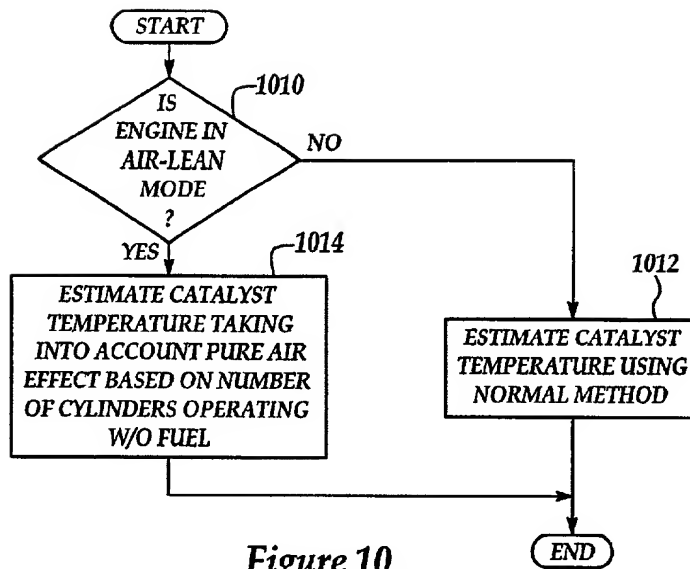 START
1010
IS
ENGINE IN
AIR-LEAN
MODE
?
NO
YES
1014
ESTIMATE CATALYST
TEMPERATURE TAKING
INTO ACCOUNT PURE AIR
EFFECT BASED ON NUMBER
OF CYLINDERS OPERATING
W/O FUEL
1012
ESTIMATE CATALYST
TEMPERATURE USING
NORMAL METHOD
END
Figure 10